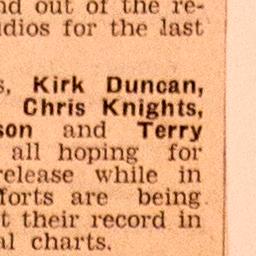 nd out of the re-
dios for the last
s, Kirk Duncan,
Chris Knights,
son and Terry
all hoping for
release while in
forts are being
t their record in
al charts.